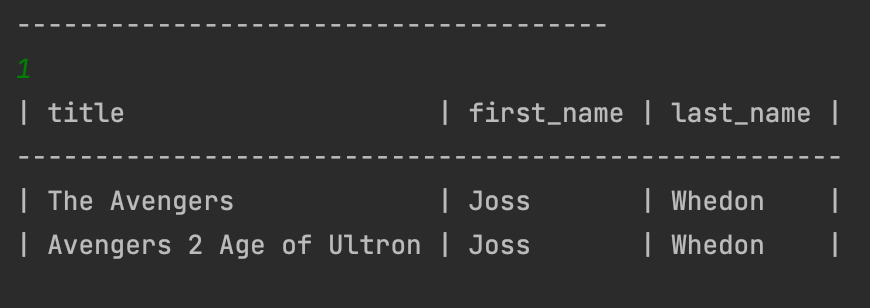 --------------------------------------
1
| title                    | first_name | last_name |
-----------------------------------------------------
| The Avengers             | Joss       | Whedon    |
| Avengers 2 Age of Ultron | Joss       | Whedon    |